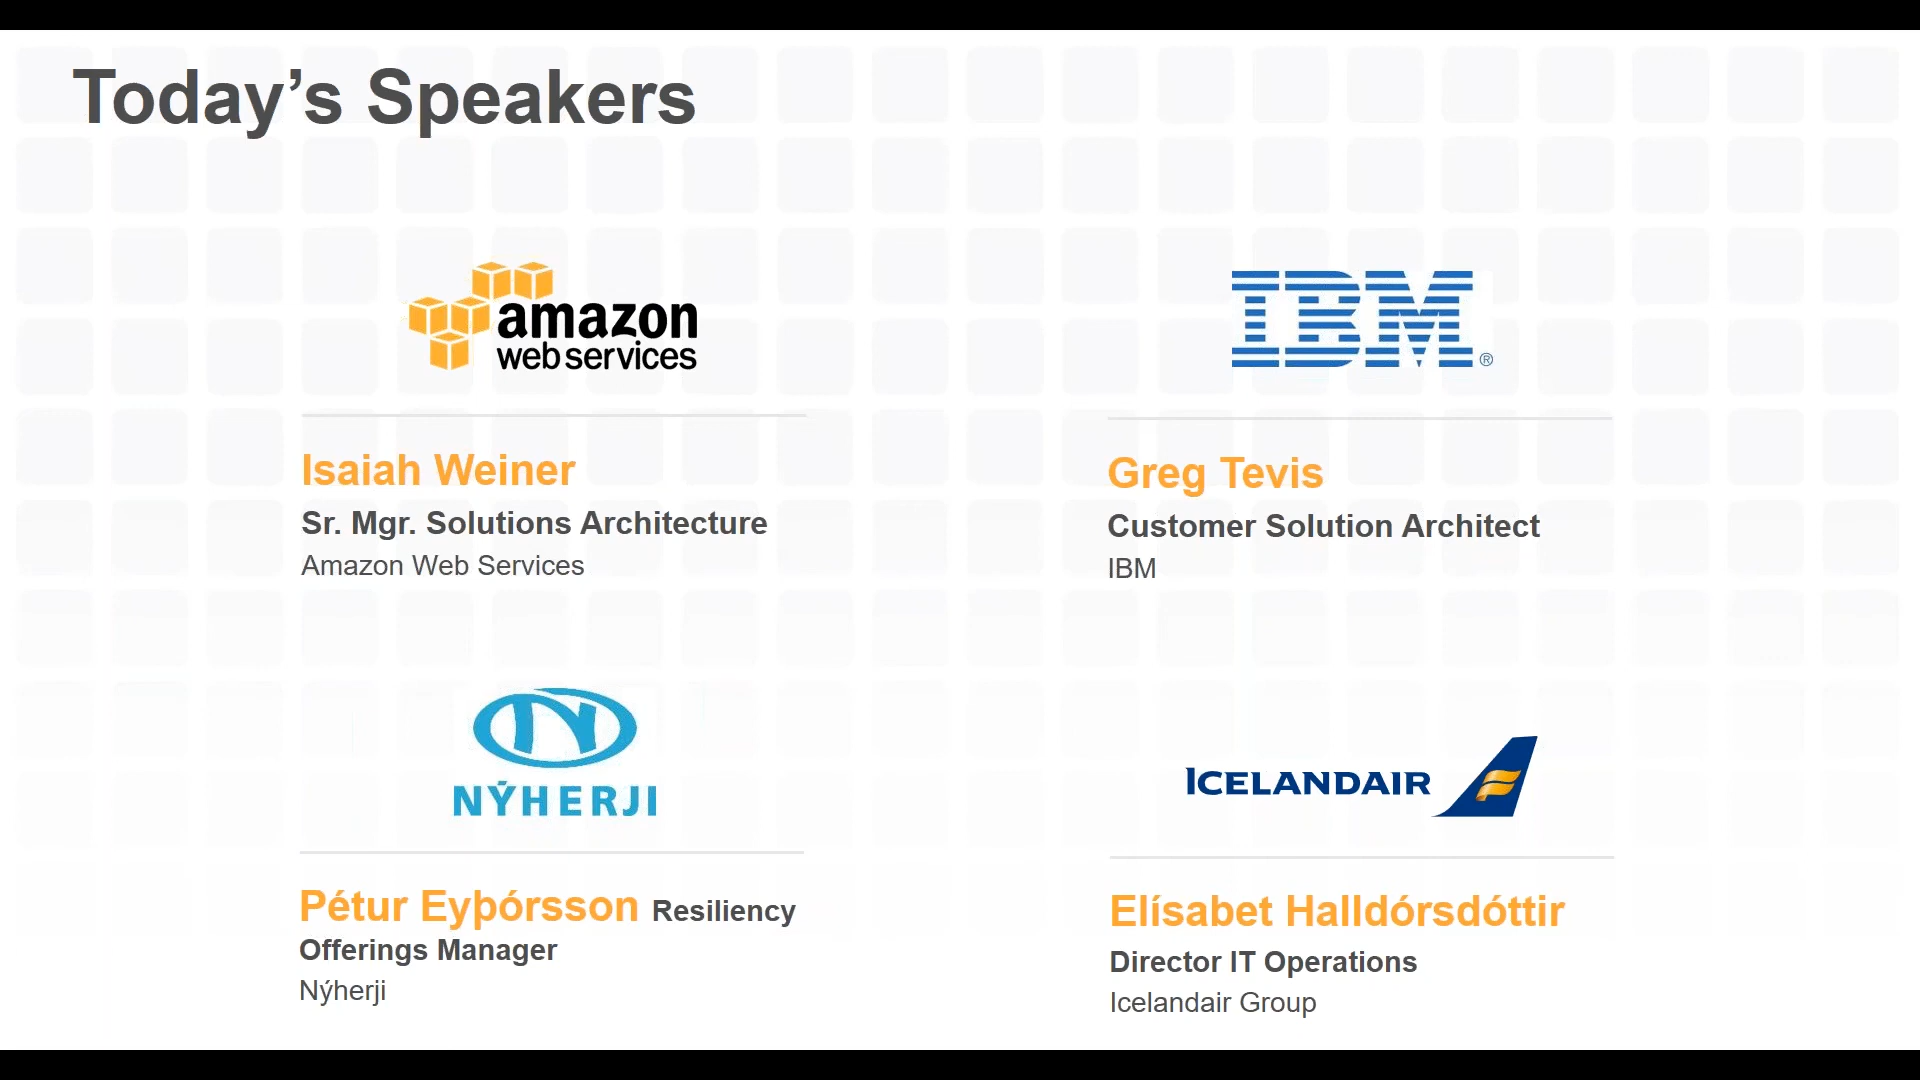 Today’s Speakers
amazon
web services
IBM®
Isaiah Weiner
Sr. Mgr. Solutions Architecture
Amazon Web Services
Greg Tevis
Customer Solution Architect
IBM
NÝHERJI
ICELANDAIR
Pétur Eyþórsson Resiliency
Offerings Manager
Nýherji
Elísabet Halldórsdóttir
Director IT Operations
Icelandair Group